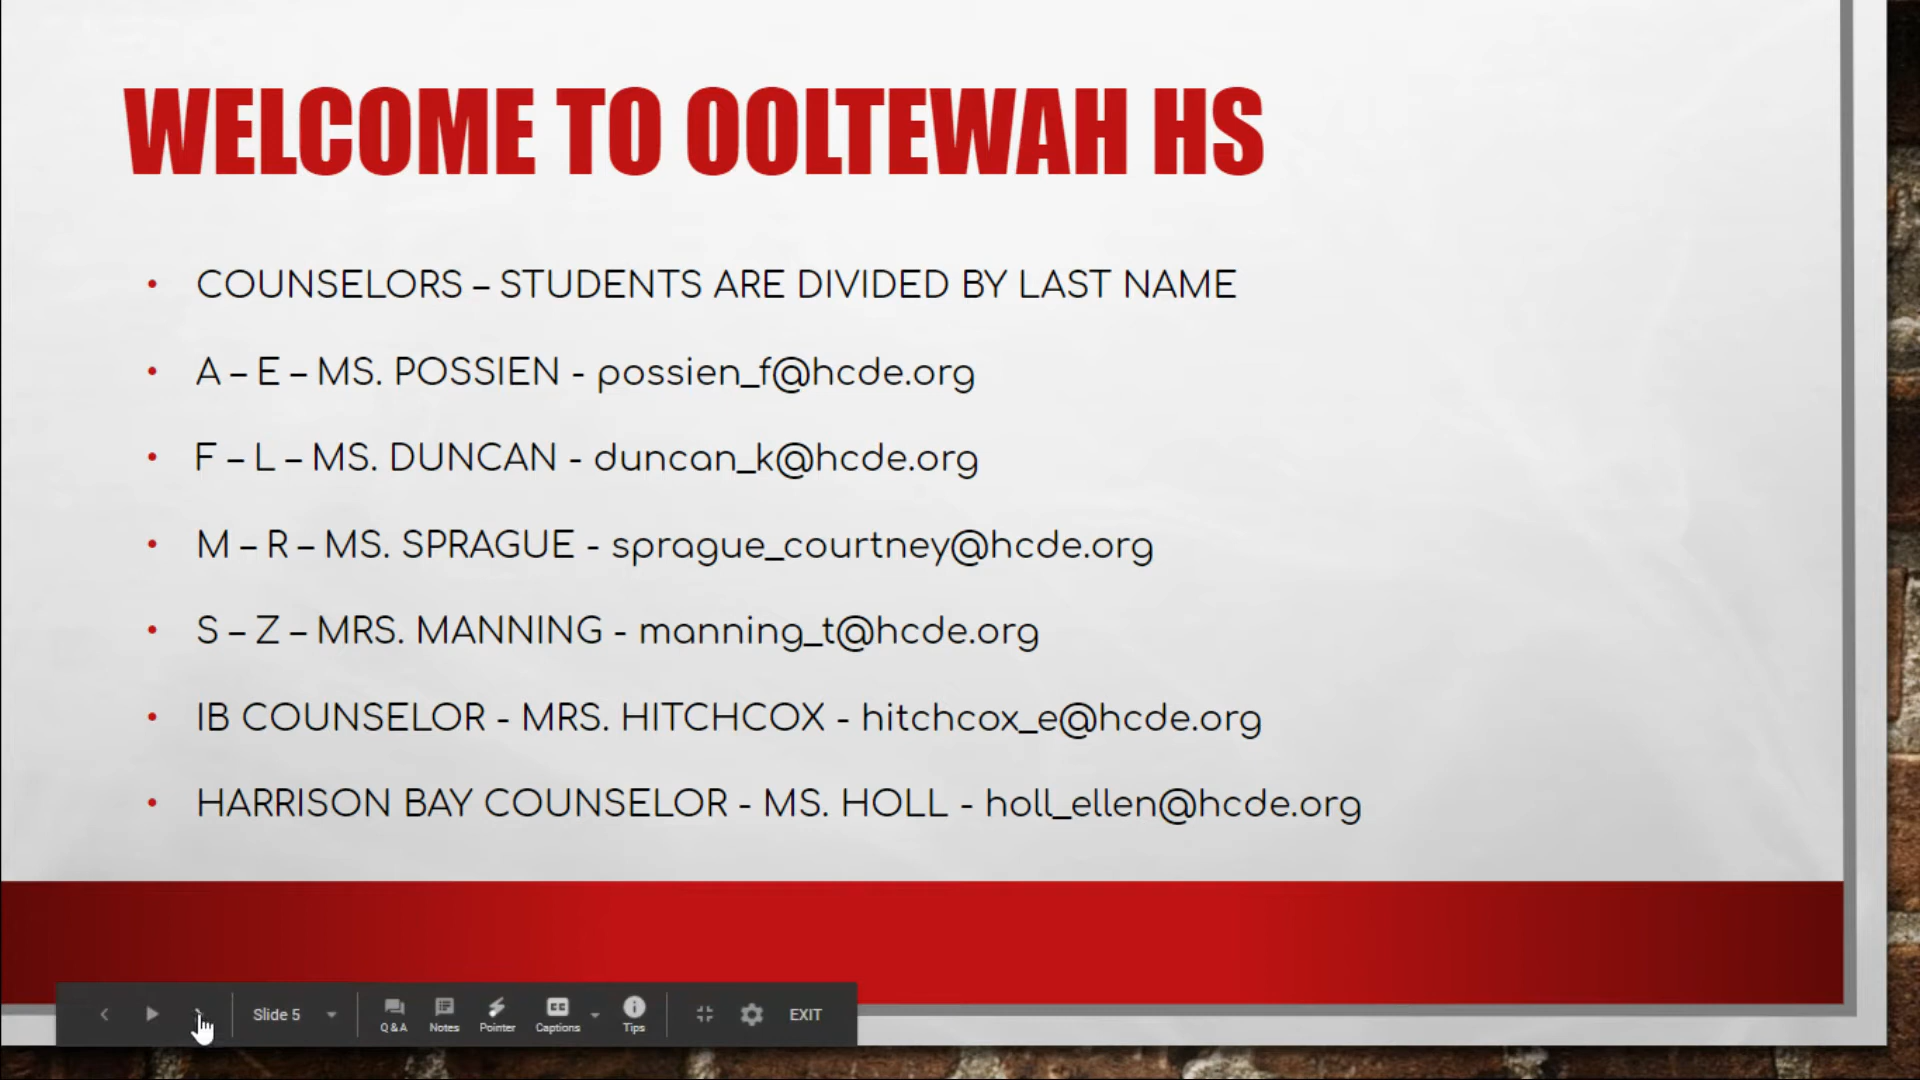 WELCOME TO OOLTEWAH HS
• COUNSELORS – STUDENTS ARE DIVIDED BY LAST NAME
• A – E – MS. POSSIEN - possien_f@hcde.org
• F – L – MS. DUNCAN - duncan_k@hcde.org
• M – R – MS. SPRAGUE - sprague_courtney@hcde.org
• S – Z – MRS. MANNING - manning_t@hcde.org
• IB COUNSELOR - MRS. HITCHCOX - hitchcox_e@hcde.org
• HARRISON BAY COUNSELOR - MS. HOLL - holl_ellen@hcde.org
Slide 5 Q&A Notes Pointer CC Captions Tips EXIT